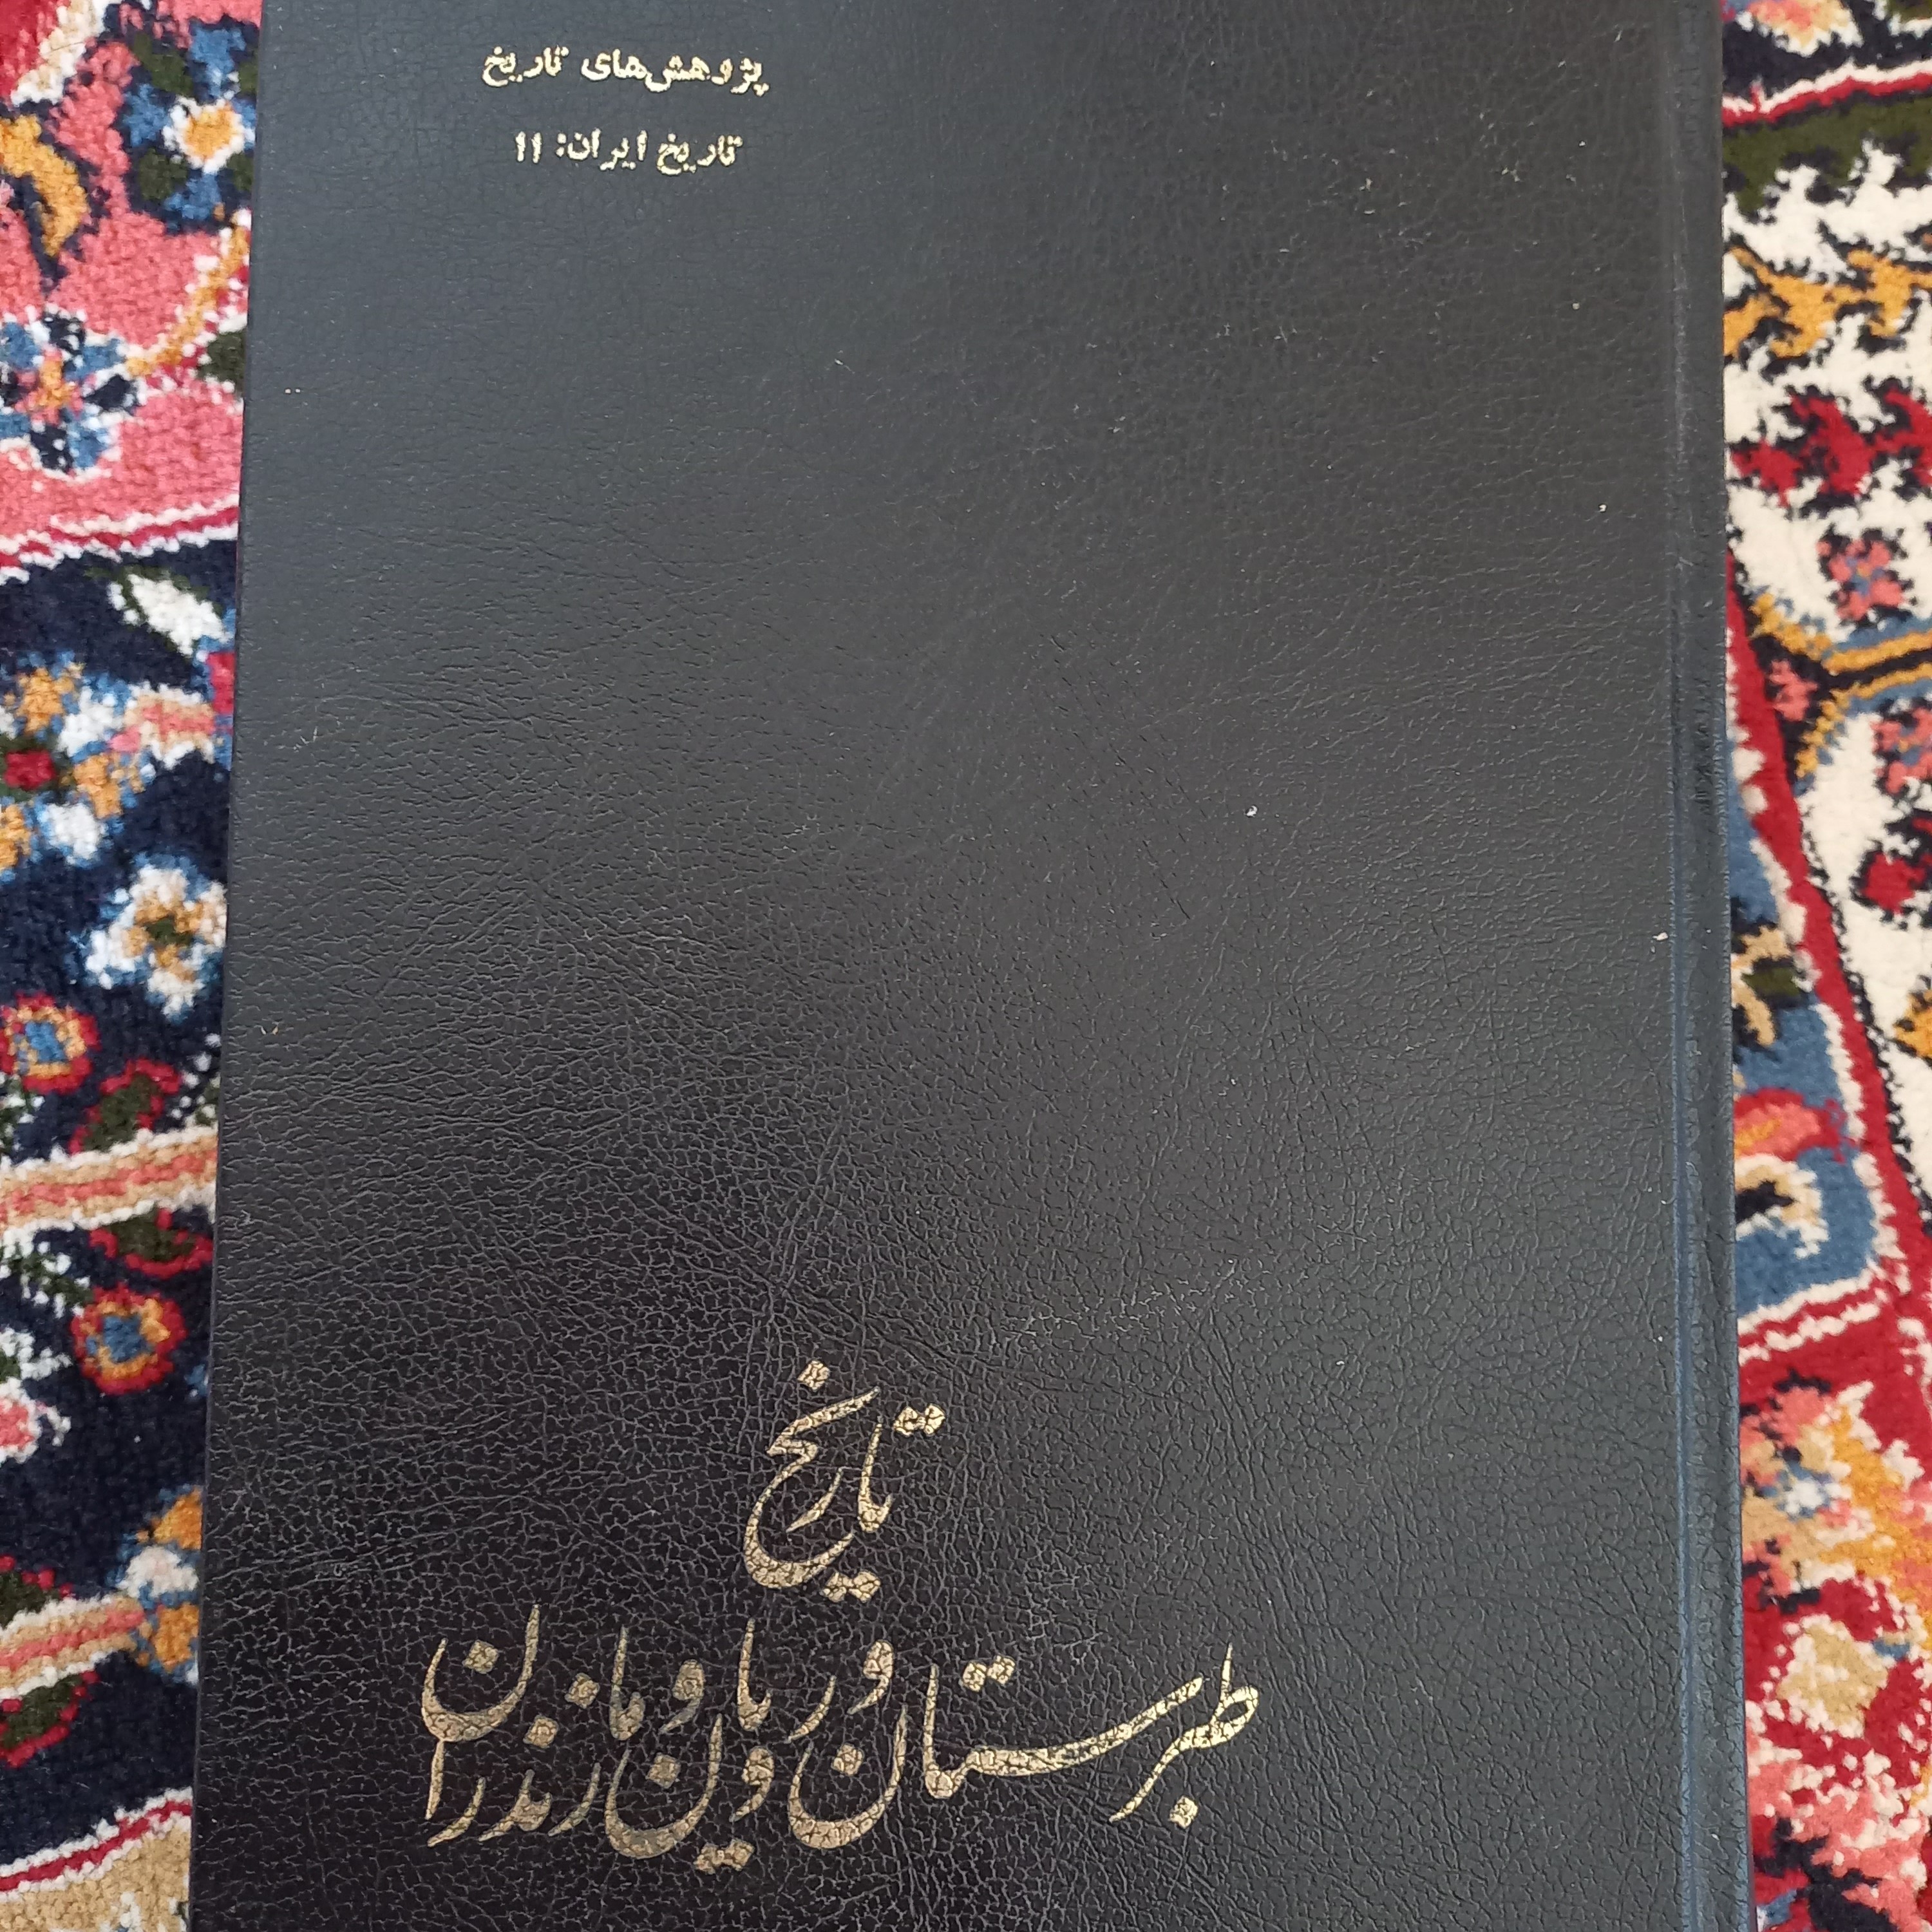 پژوهش‌های تاریخ
تاریخ ایران: ۱۱
تاریخ
طبرستان و رویان و مازندران